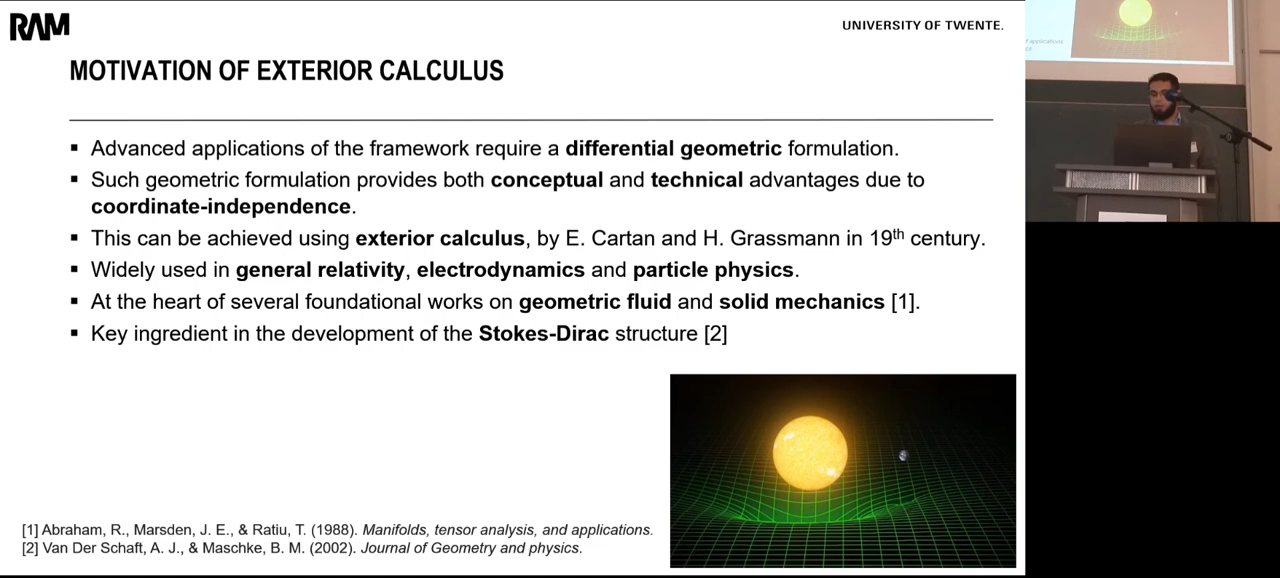 RAM
UNIVERSITY OF TWENTE.
MOTIVATION OF EXTERIOR CALCULUS
▪ Advanced applications of the framework require a differential geometric formulation.
▪ Such geometric formulation provides both conceptual and technical advantages due to
coordinate-independence.
▪ This can be achieved using exterior calculus, by E. Cartan and H. Grassmann in 19th century.
▪ Widely used in general relativity, electrodynamics and particle physics.
▪ At the heart of several foundational works on geometric fluid and solid mechanics [1].
▪ Key ingredient in the development of the Stokes-Dirac structure [2]
[1] Abraham, R., Marsden, J. E., & Ratiu, T. (1988). Manifolds, tensor analysis, and applications.
[2] Van Der Schaft, A. J., & Maschke, B. M. (2002). Journal of Geometry and physics.